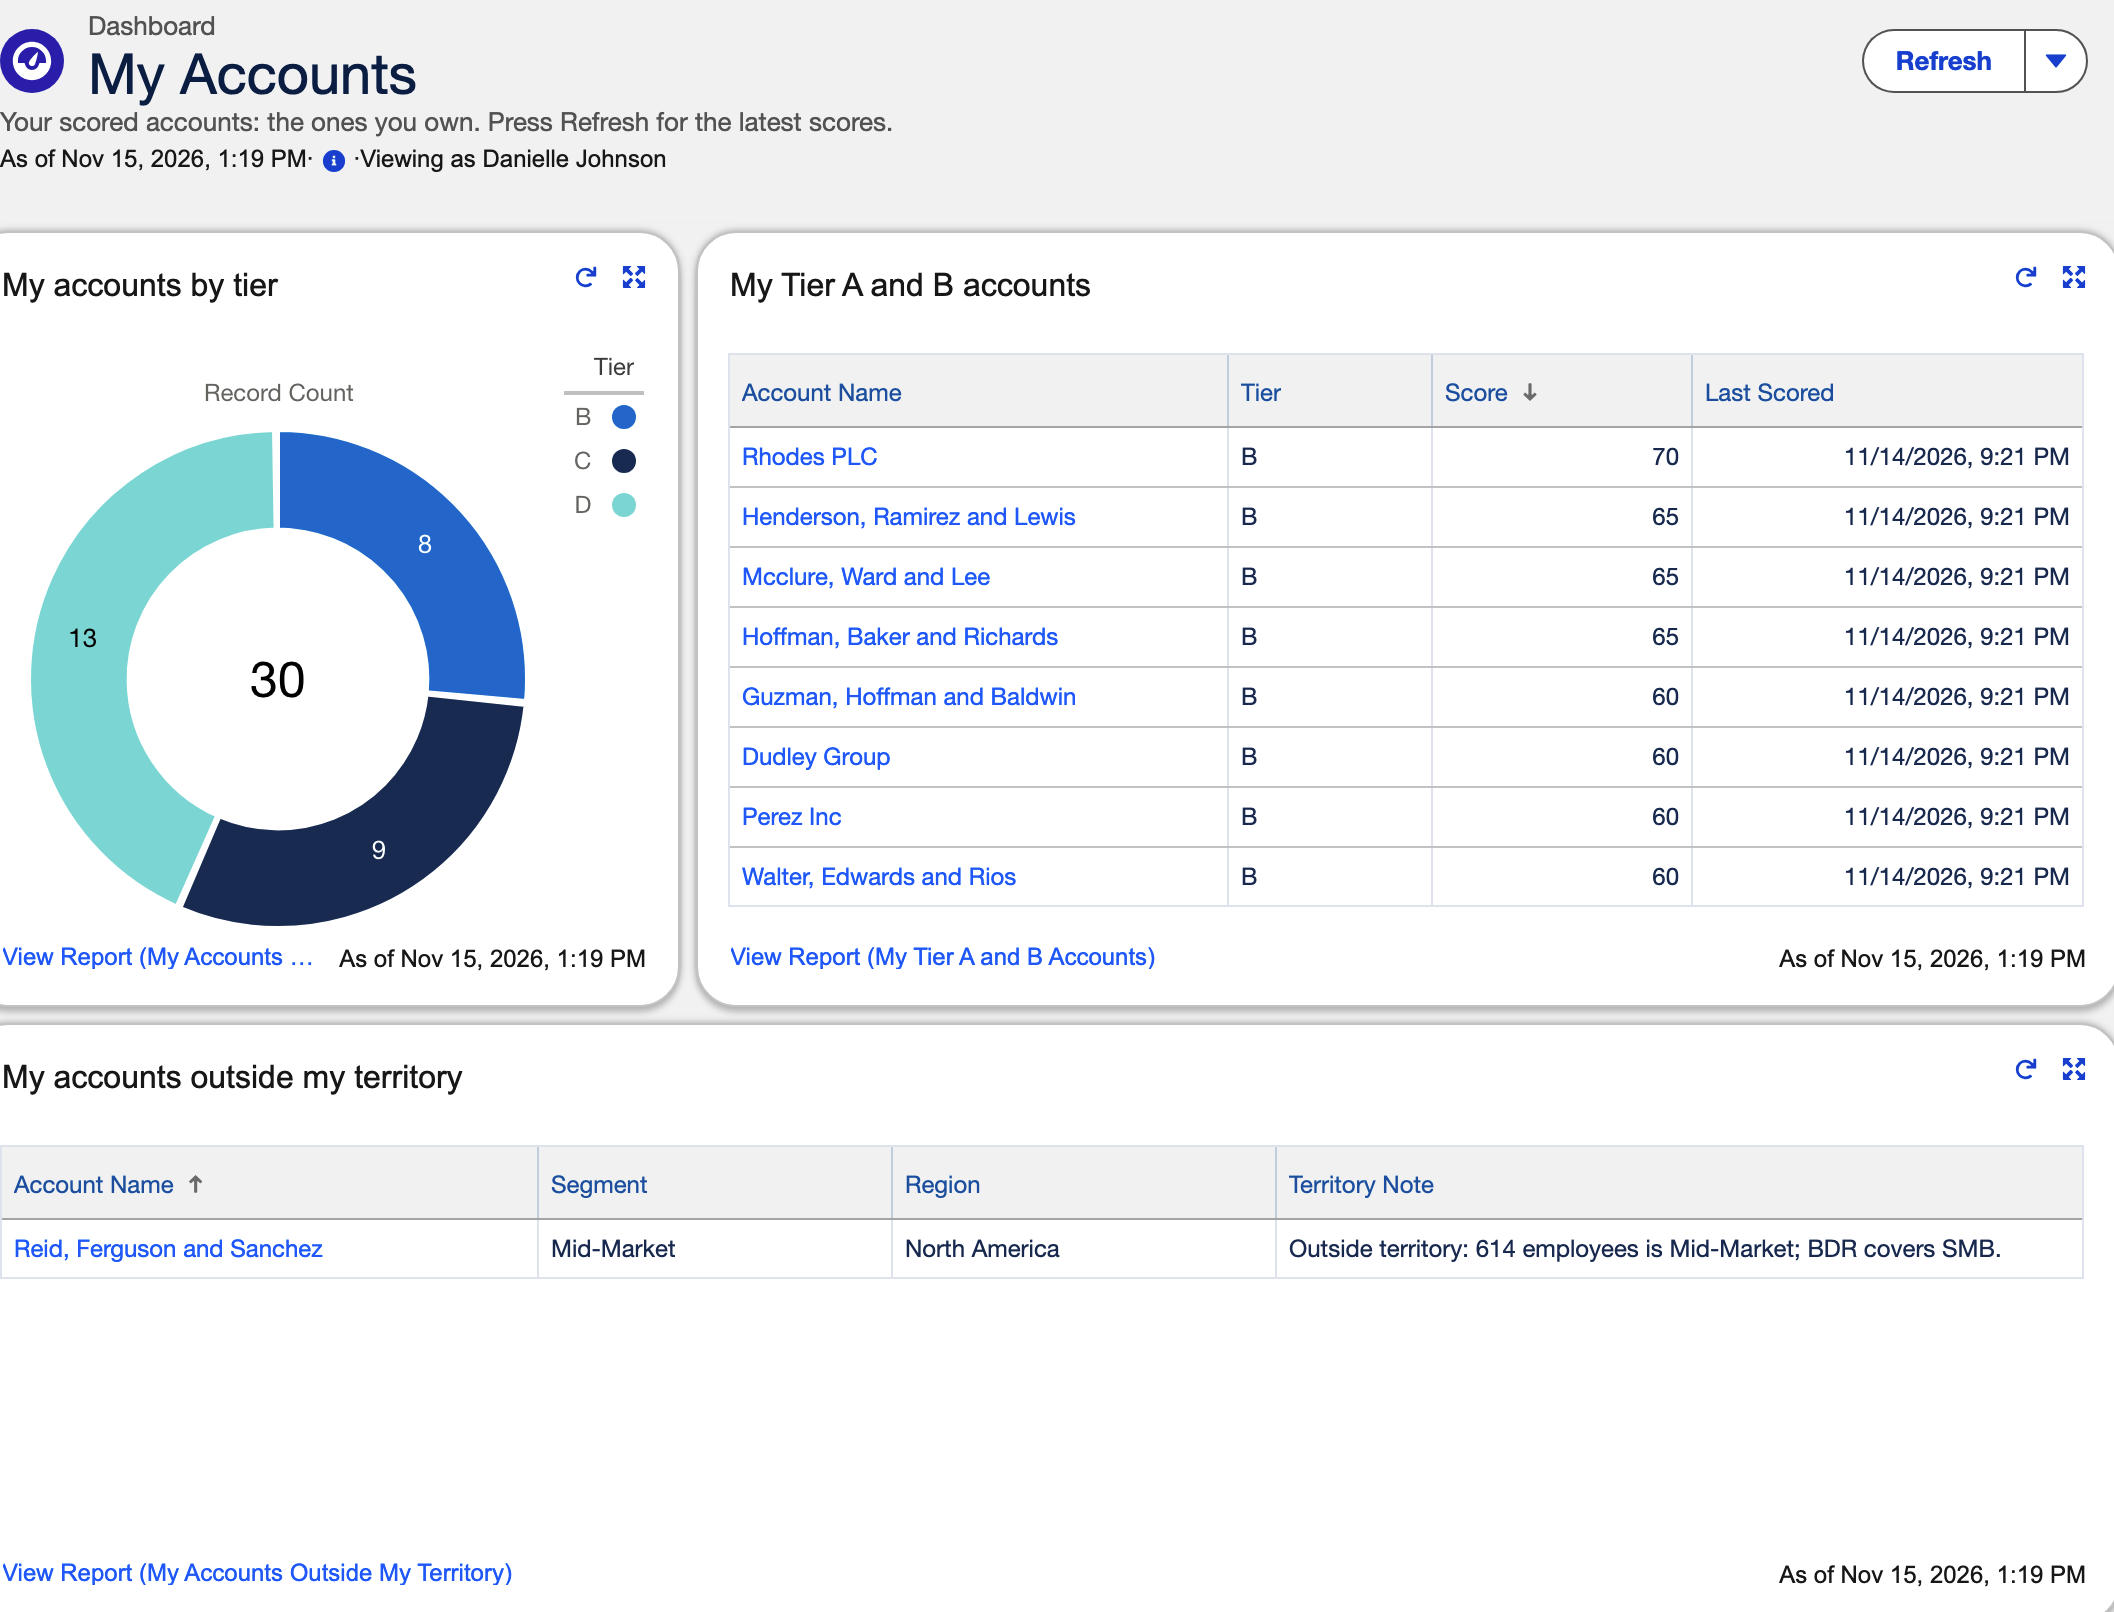 Dashboard
My Accounts
Refresh
Your scored accounts: the ones you own. Press Refresh for the latest scores.
As of Nov 15, 2026, 1:19 PM· i ·Viewing as Danielle Johnson
My accounts by tier
Record Count
Tier
B
C
D
8
13
30
9
View Report (My Accounts ...
As of Nov 15, 2026, 1:19 PM
My Tier A and B accounts
Account Name Tier Score ↓ Last Scored
Rhodes PLC B 70 11/14/2026, 9:21 PM
Henderson, Ramirez and Lewis B 65 11/14/2026, 9:21 PM
Mcclure, Ward and Lee B 65 11/14/2026, 9:21 PM
Hoffman, Baker and Richards B 65 11/14/2026, 9:21 PM
Guzman, Hoffman and Baldwin B 60 11/14/2026, 9:21 PM
Dudley Group B 60 11/14/2026, 9:21 PM
Perez Inc B 60 11/14/2026, 9:21 PM
Walter, Edwards and Rios B 60 11/14/2026, 9:21 PM
View Report (My Tier A and B Accounts)
As of Nov 15, 2026, 1:19 PM
My accounts outside my territory
Account Name ↑ Segment Region Territory Note
Reid, Ferguson and Sanchez Mid-Market North America Outside territory: 614 employees is Mid-Market; BDR covers SMB.
View Report (My Accounts Outside My Territory)
As of Nov 15, 2026, 1:19 PM